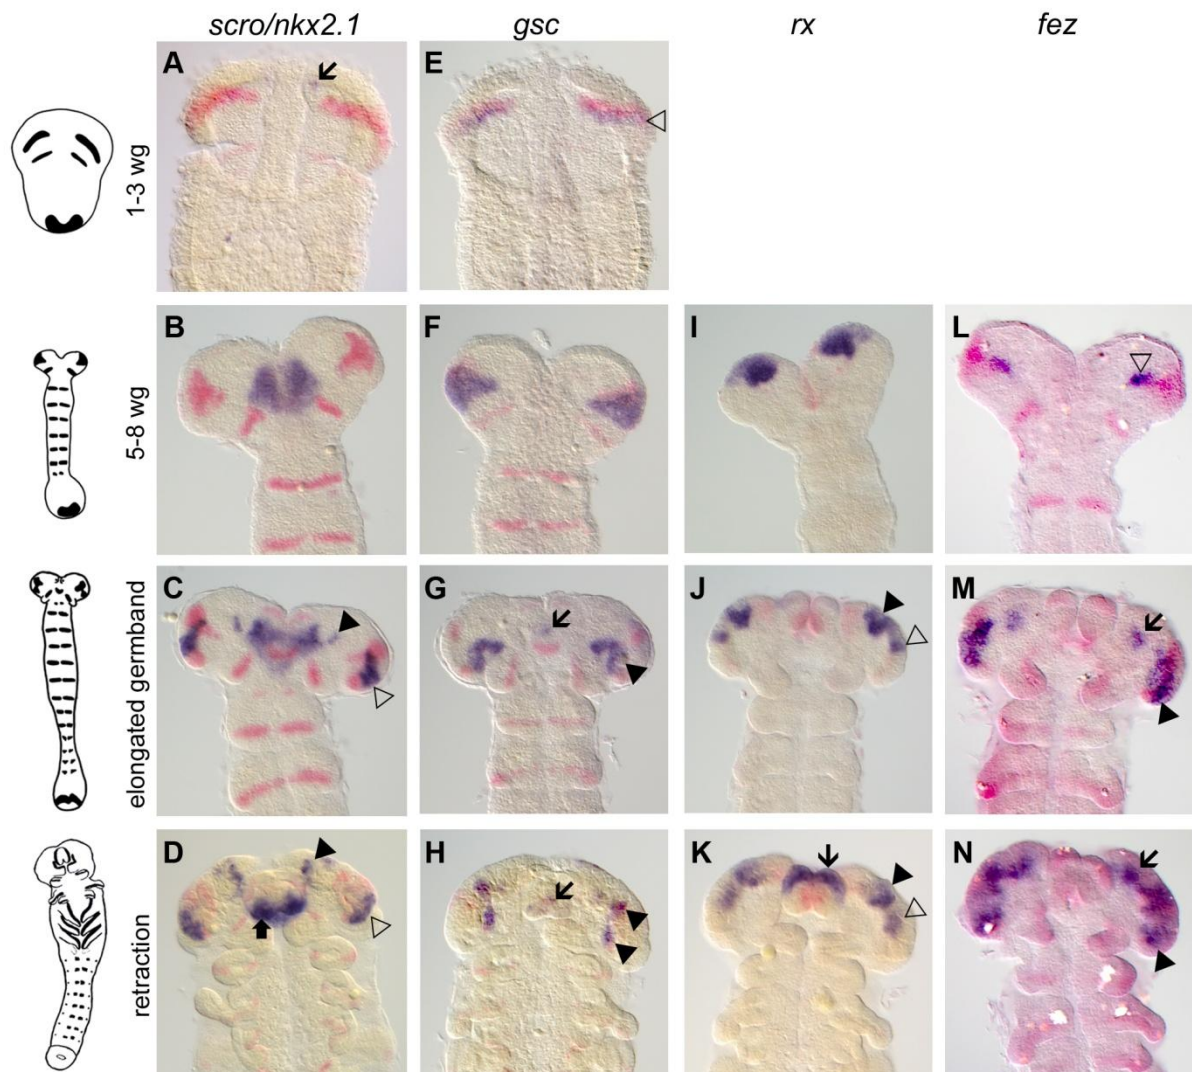 scro/nkx2.1 gsc rx fez
A E
1-3 wg
B F I L
5-8 wg
C G J M
elongated germband
D H K N
retraction